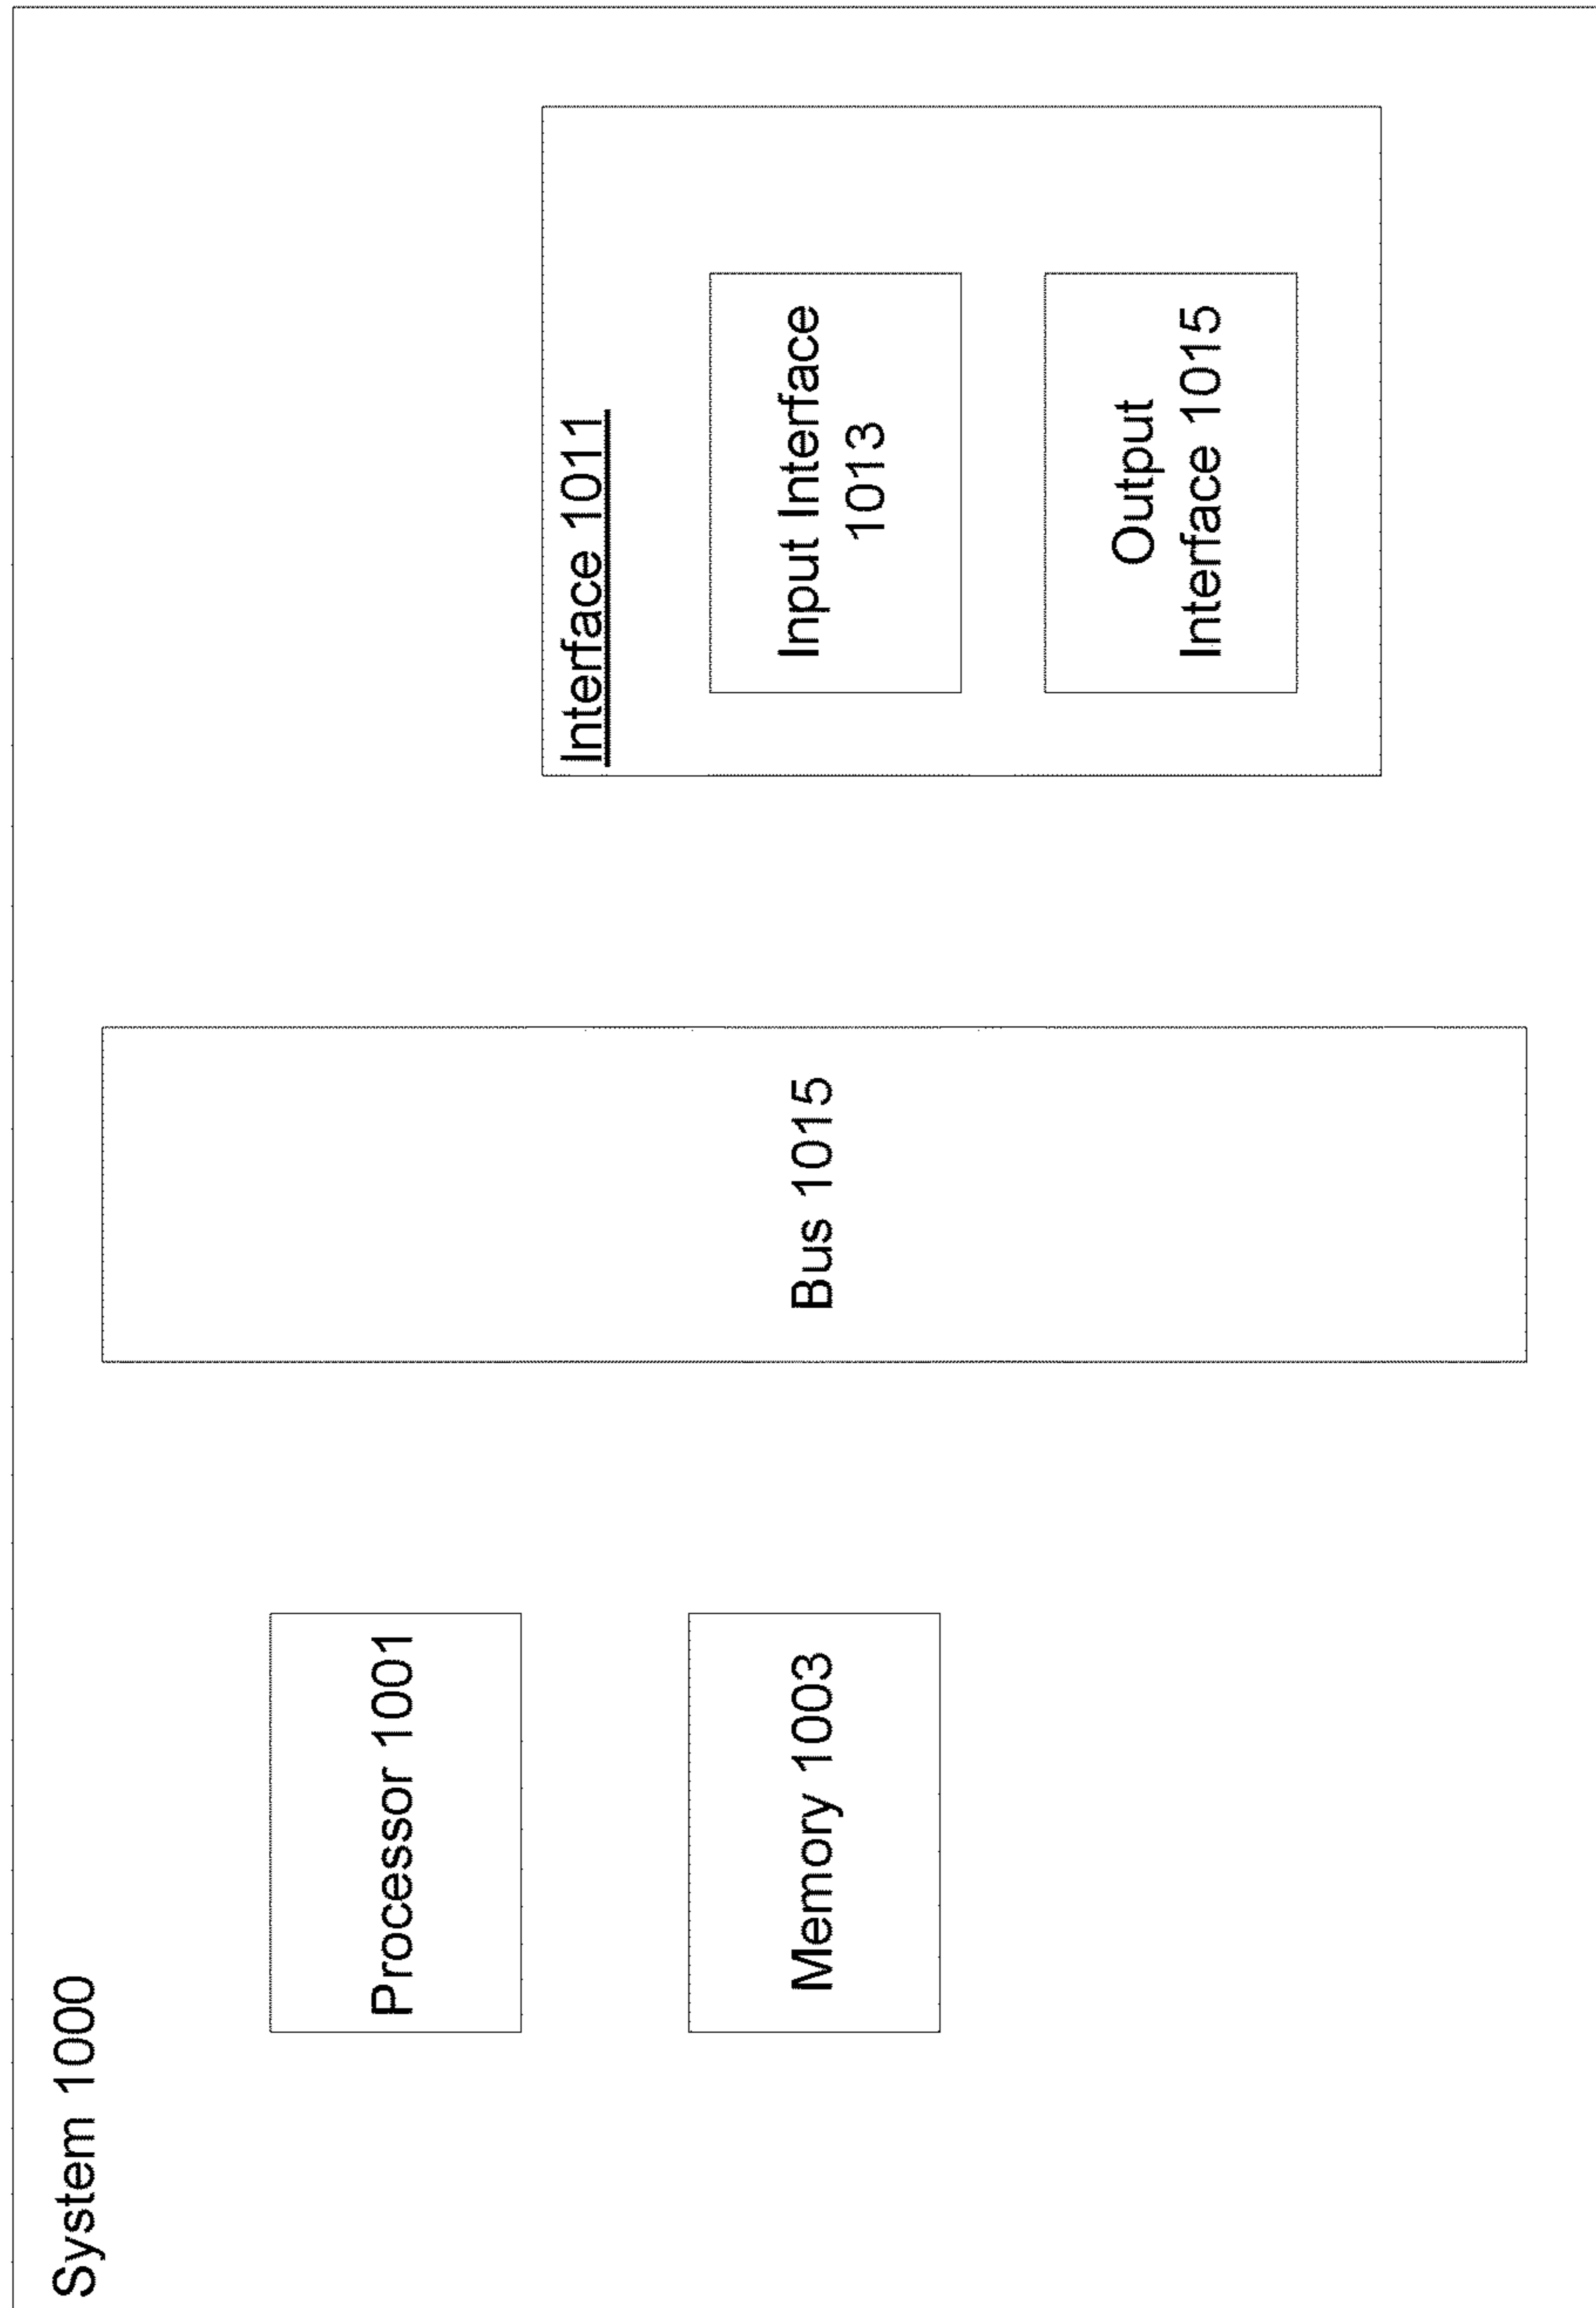 System 1000
Processor 1001
Memory 1003
Bus 1015
Interface 1011
Input Interface
1013
Output
Interface 1015